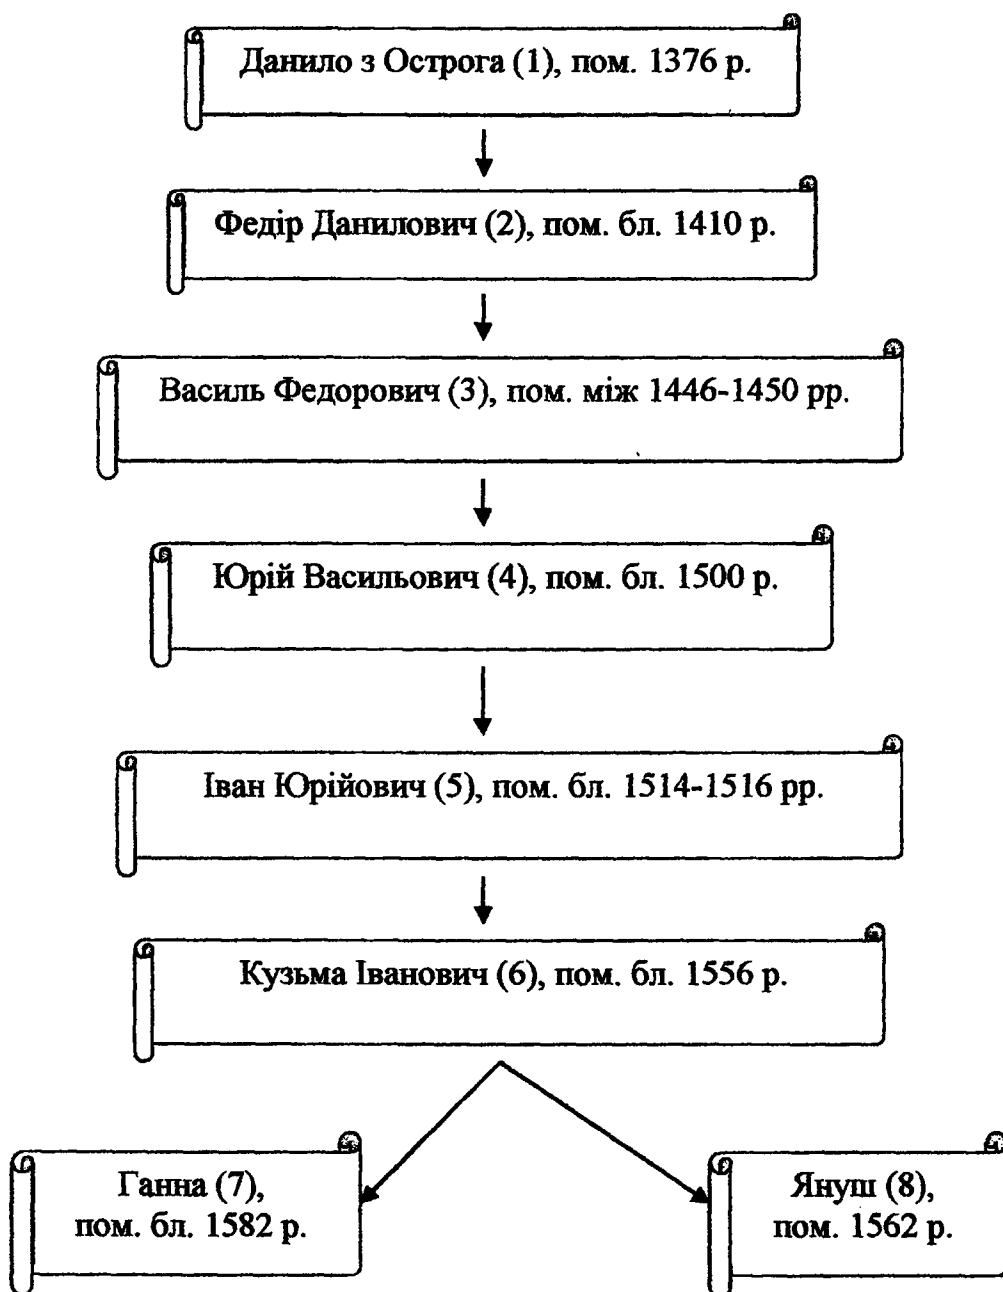 Данило з Острога (1), пом. 1376 р.
Федір Данилович (2), пом. бл. 1410 р.
Василь Федорович (3), пом. між 1446-1450 рр.
Юрій Васильович (4), пом. бл. 1500 р.
Іван Юрійович (5), пом. бл. 1514-1516 рр.
Кузьма Іванович (6), пом. бл. 1556 р.
Ганна (7),
пом. бл. 1582 р.
Януш (8),
пом. 1562 р.